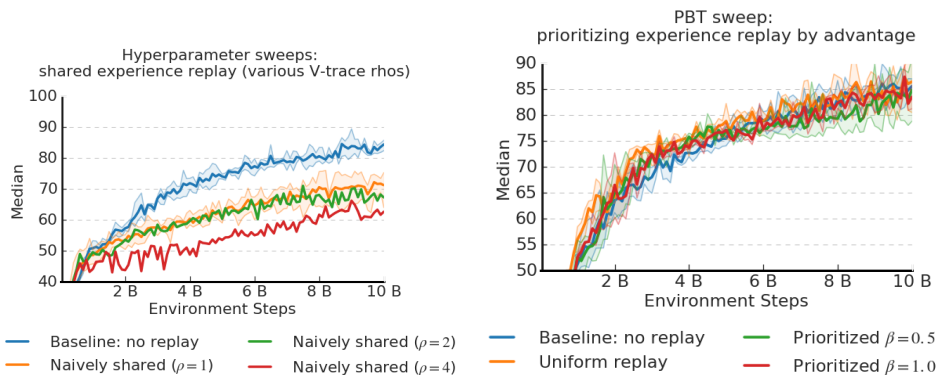 Hyperparameter sweeps:
shared experience replay (various V-trace rhos)
100
90
80
70
60
50
40
Median
2 B
4 B
6 B
8 B
10 B
Environment Steps
Baseline: no replay
Naively shared (ρ=1)
Naively shared (ρ=2)
Naively shared (ρ=4)
PBT sweep:
prioritizing experience replay by advantage
90
85
80
75
70
65
60
55
50
Median
2 B
4 B
6 B
8 B
10 B
Environment Steps
Baseline: no replay
Uniform replay
Prioritized β=0.5
Prioritized β=1.0